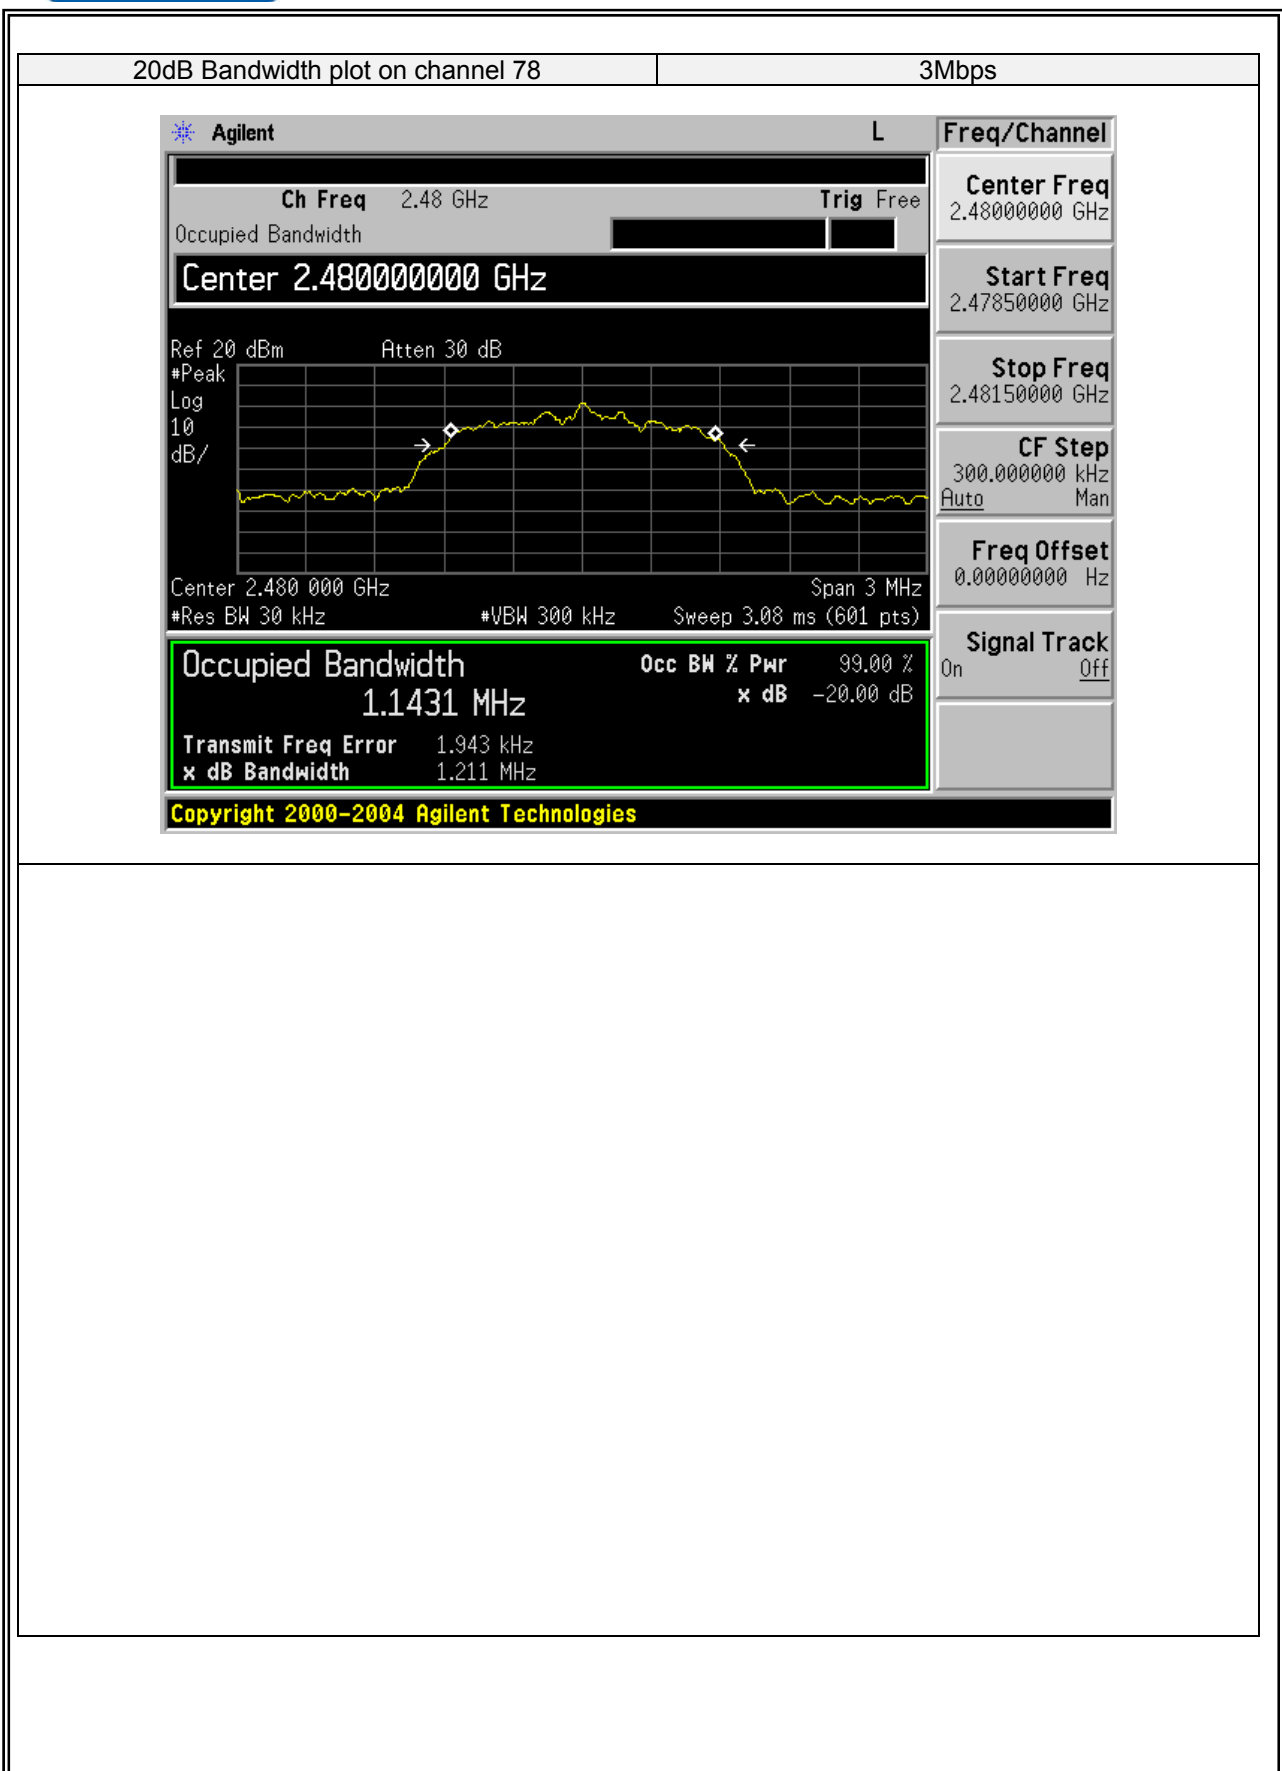 20dB Bandwidth plot on channel 78 3Mbps
Agilent L Freq/Channel
Ch Freq 2.48 GHz Trig Free
Occupied Bandwidth
Center 2.480000000 GHz
Ref 20 dBm Atten 30 dB
#Peak
Log
10
dB/
Center 2.480 000 GHz Span 3 MHz
#Res BW 30 kHz #VBW 300 kHz Sweep 3.08 ms (601 pts)
Occupied Bandwidth Occ BW % Pwr 99.00 %
1.1431 MHz x dB -20.00 dB
Transmit Freq Error 1.943 kHz
x dB Bandwidth 1.211 MHz
Center Freq
2.48000000 GHz
Start Freq
2.47850000 GHz
Stop Freq
2.48150000 GHz
CF Step
300.000000 kHz
Auto Man
Freq Offset
0.00000000 Hz
Signal Track
On Off
Copyright 2000-2004 Agilent Technologies